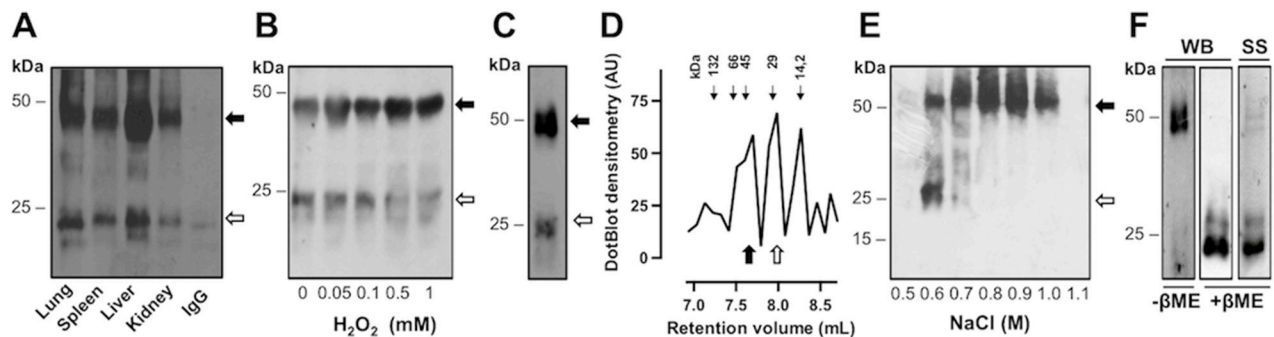 A
kDa
50
25
Lung
Spleen
Liver
Kidney
IgG
B
kDa
50
25
0 0.05 0.1 0.5 1
H₂O₂ (mM)
C
kDa
50
25
D
kDa
132
66
45
29
14,2
DotBlot densitometry (AU)
75
50
25
0
7.0 7.5 8.0 8.5
Retention volume (mL)
E
kDa
50
25
15
0.5 0.6 0.7 0.8 0.9 1.0 1.1
NaCl (M)
F
WB SS
kDa
50
25
-βME +βME